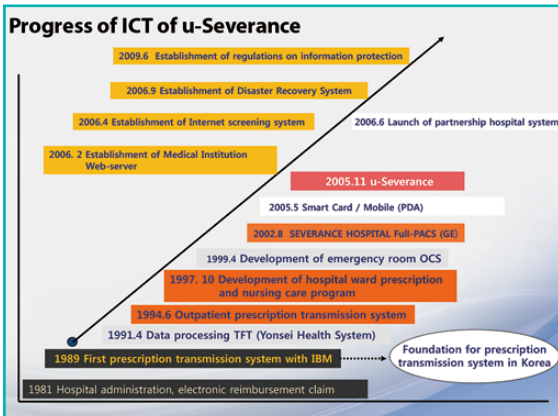 Progress of ICT of u-Severance
2009.6 Establishment of regulations on information protection
2006.9 Establishment of Disaster Recovery System
2006.4 Establishment of Internet screening system
2006.6 Launch of partnership hospital system
2006. 2 Establishment of Medical Institution
Web-server
2005.11 u-Severance
2005.5 Smart Card / Mobile (PDA)
2002.8 SEVERANCE HOSPITAL Full-PACS (GE)
1999.4 Development of emergency room OCS
1997. 10 Development of hospital ward prescription
and nursing care program
1994.6 Outpatient prescription transmission system
1991.4 Data processing TFT (Yonsei Health System)
1989 First prescription transmission system with IBM
Foundation for prescription
transmission system in Korea
1981 Hospital administration, electronic reimbursement claim